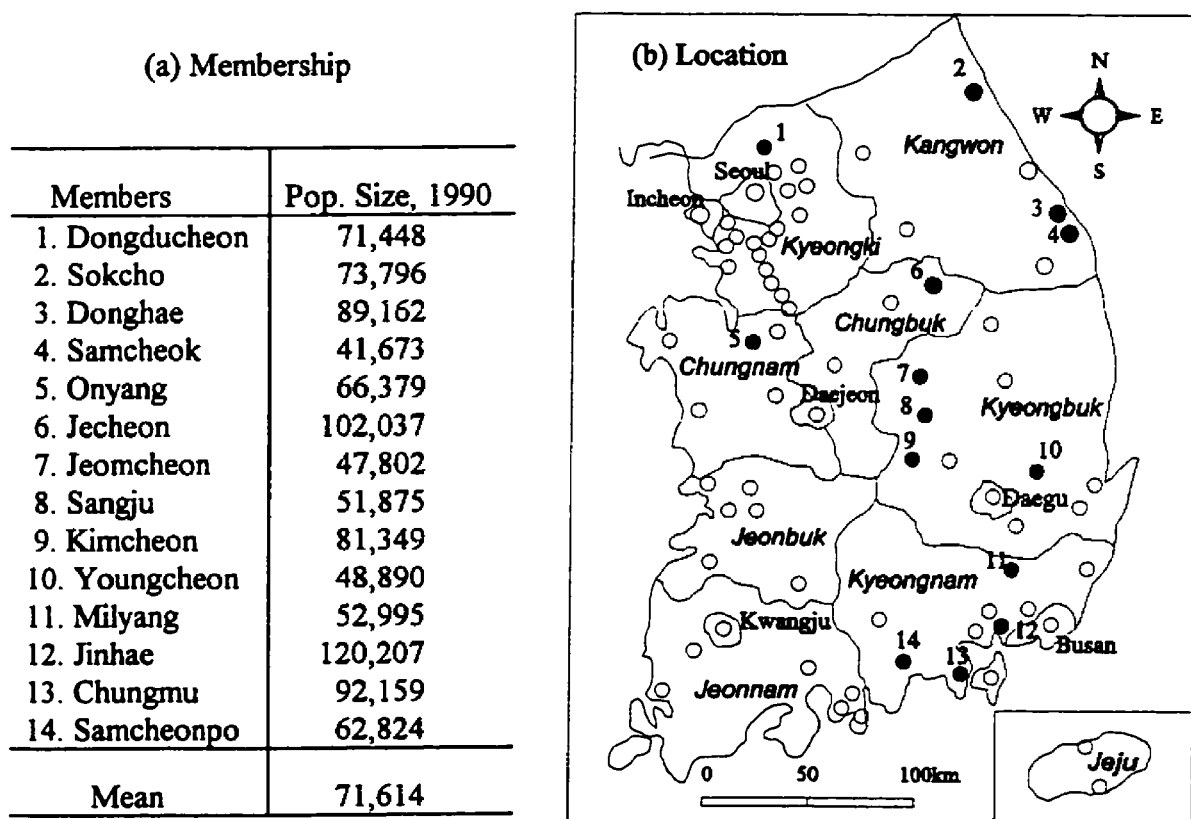 (a) Membership
Members Pop. Size, 1990
1. Dongducheon 71,448
2. Sokcho 73,796
3. Donghae 89,162
4. Samcheok 41,673
5. Onyang 66,379
6. Jecheon 102,037
7. Jeomcheon 47,802
8. Sangju 51,875
9. Kimcheon 81,349
10. Youngcheon 48,890
11. Milyang 52,995
12. Jinhae 120,207
13. Chungmu 92,159
14. Samcheonpo 62,824
Mean 71,614
(b) Location
N
W E
S
2
1
Kangwon
Seoul
Incheon
3
4
Kyeongki
6
Chungbuk
5
Chungnam
7
Daejeon
8
Kyeongbuk
9
10
Daegu
Jeonbuk
11
Kyeongnam
Kwangju
12
Busan
14
13
Jeonnam
0 50 100km
Jeju